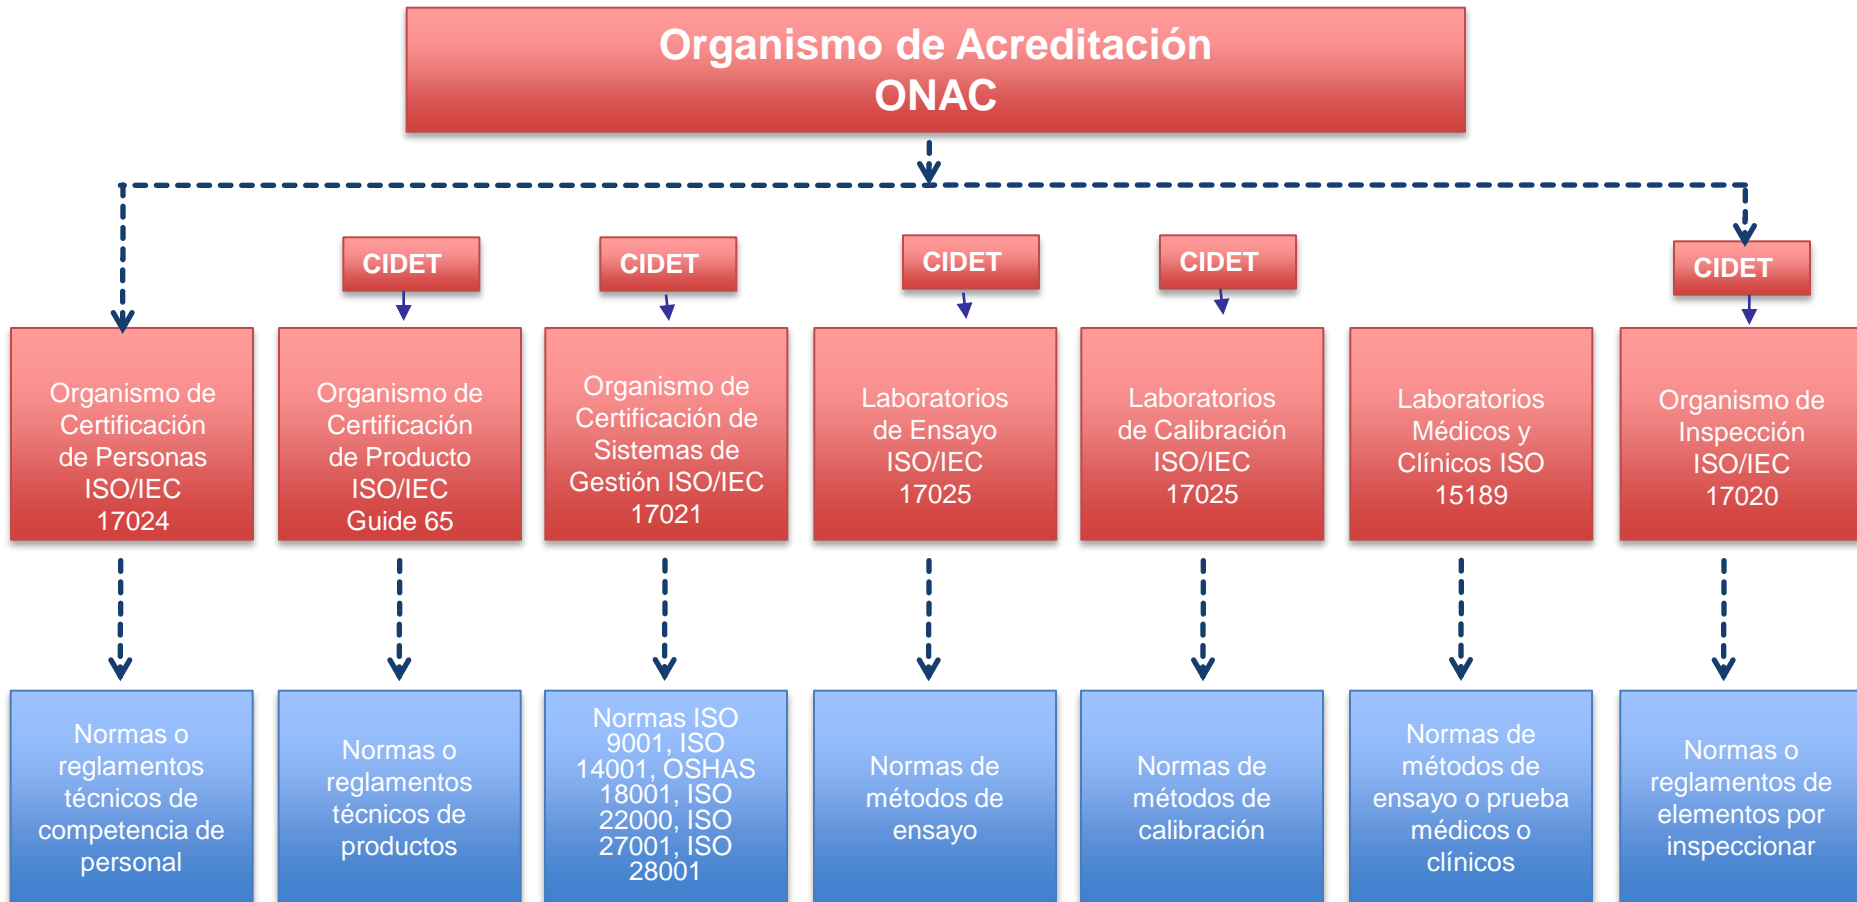 Organismo de Acreditación
ONAC
CIDET
CIDET
CIDET
CIDET
CIDET
Organismo de
Certificación
de Personas
ISO/IEC
17024
Organismo de
Certificación
de Producto
ISO/IEC
Guide 65
Organismo de
Certificación de
Sistemas de
Gestión ISO/IEC
17021
Laboratorios
de Ensayo
ISO/IEC
17025
Laboratorios
de Calibración
ISO/IEC
17025
Laboratorios
Médicos y
Clínicos ISO
15189
Organismo de
Inspección
ISO/IEC
17020
Normas o
reglamentos
técnicos de
competencia de
personal
Normas o
reglamentos
técnicos de
productos
Normas ISO
9001, ISO
14001, OSHAS
18001, ISO
22000, ISO
27001, ISO
28001
Normas de
métodos de
ensayo
Normas de
métodos de
calibración
Normas de
métodos de
ensayo o prueba
médicos o
clínicos
Normas o
reglamentos de
elementos por
inspeccionar